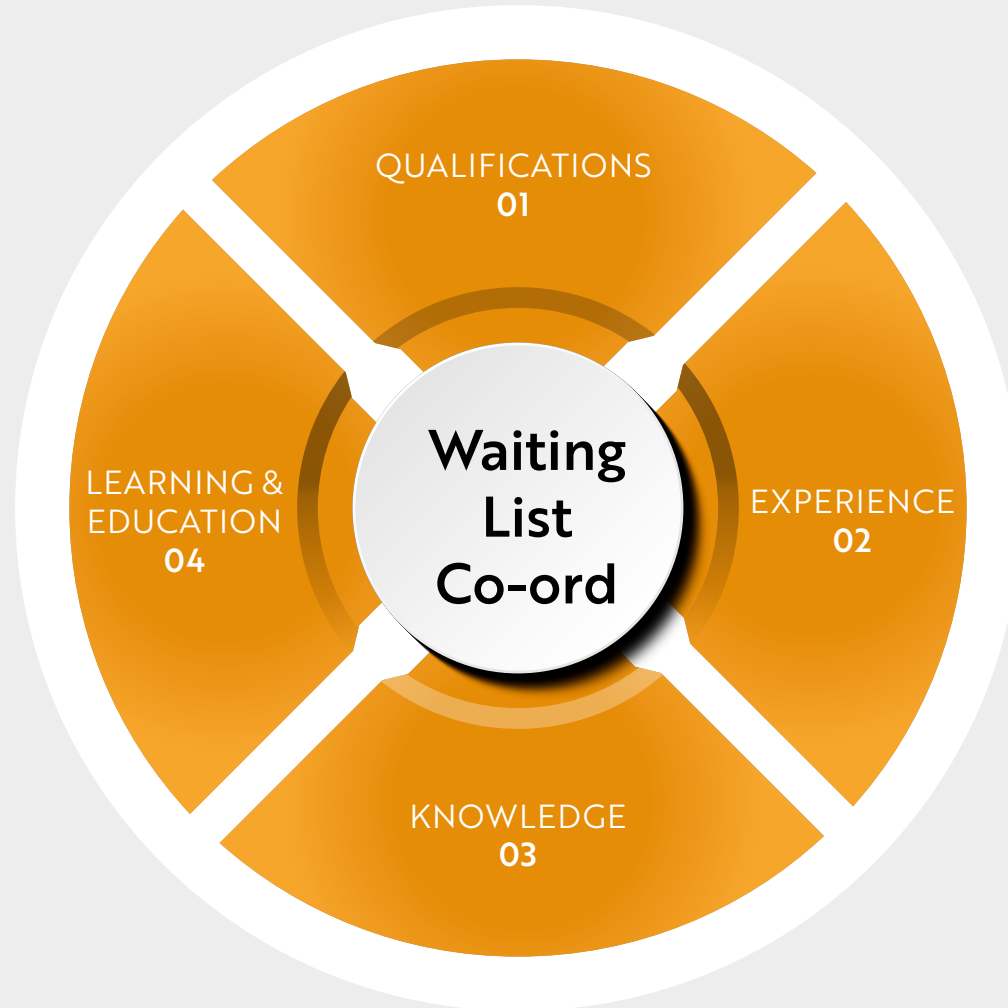 QUALIFICATIONS
01
EXPERIENCE
02
KNOWLEDGE
03
LEARNING &
EDUCATION
04
Waiting
List
Co-ord